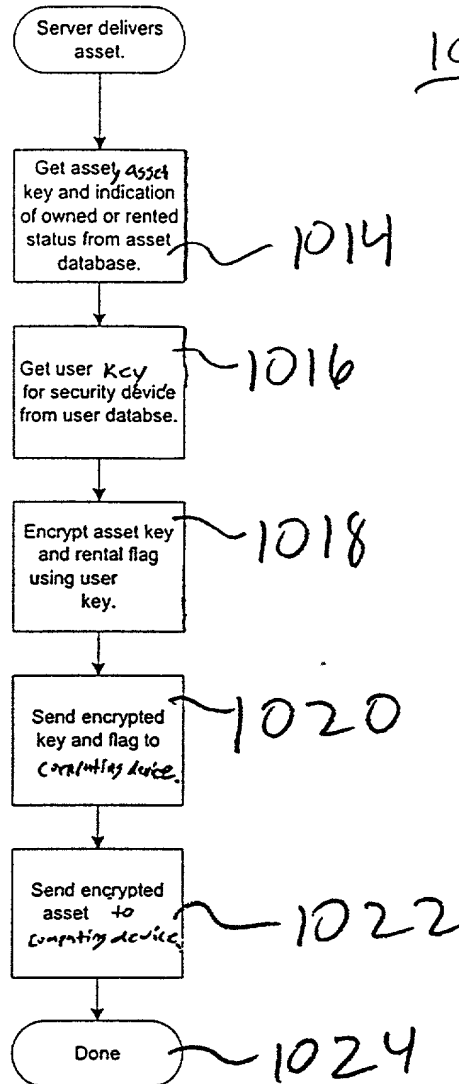 Server delivers
asset.
10
Get asset, asset
key and indication
of owned or rented
status from asset
database.
1014
Get user key
for security device
from user databse.
1016
Encrypt asset key
and rental flag
using user
key.
1018
Send encrypted
key and flag to
computing device.
1020
Send encrypted
asset to
computing device.
1022
Done
1024